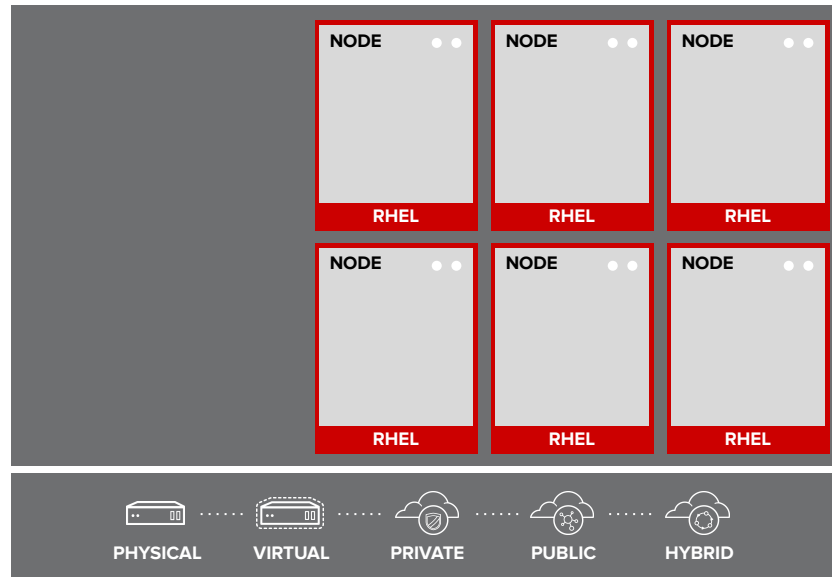 NODE NODE NODE
RHEL RHEL RHEL
NODE NODE NODE
RHEL RHEL RHEL
PHYSICAL VIRTUAL PRIVATE PUBLIC HYBRID